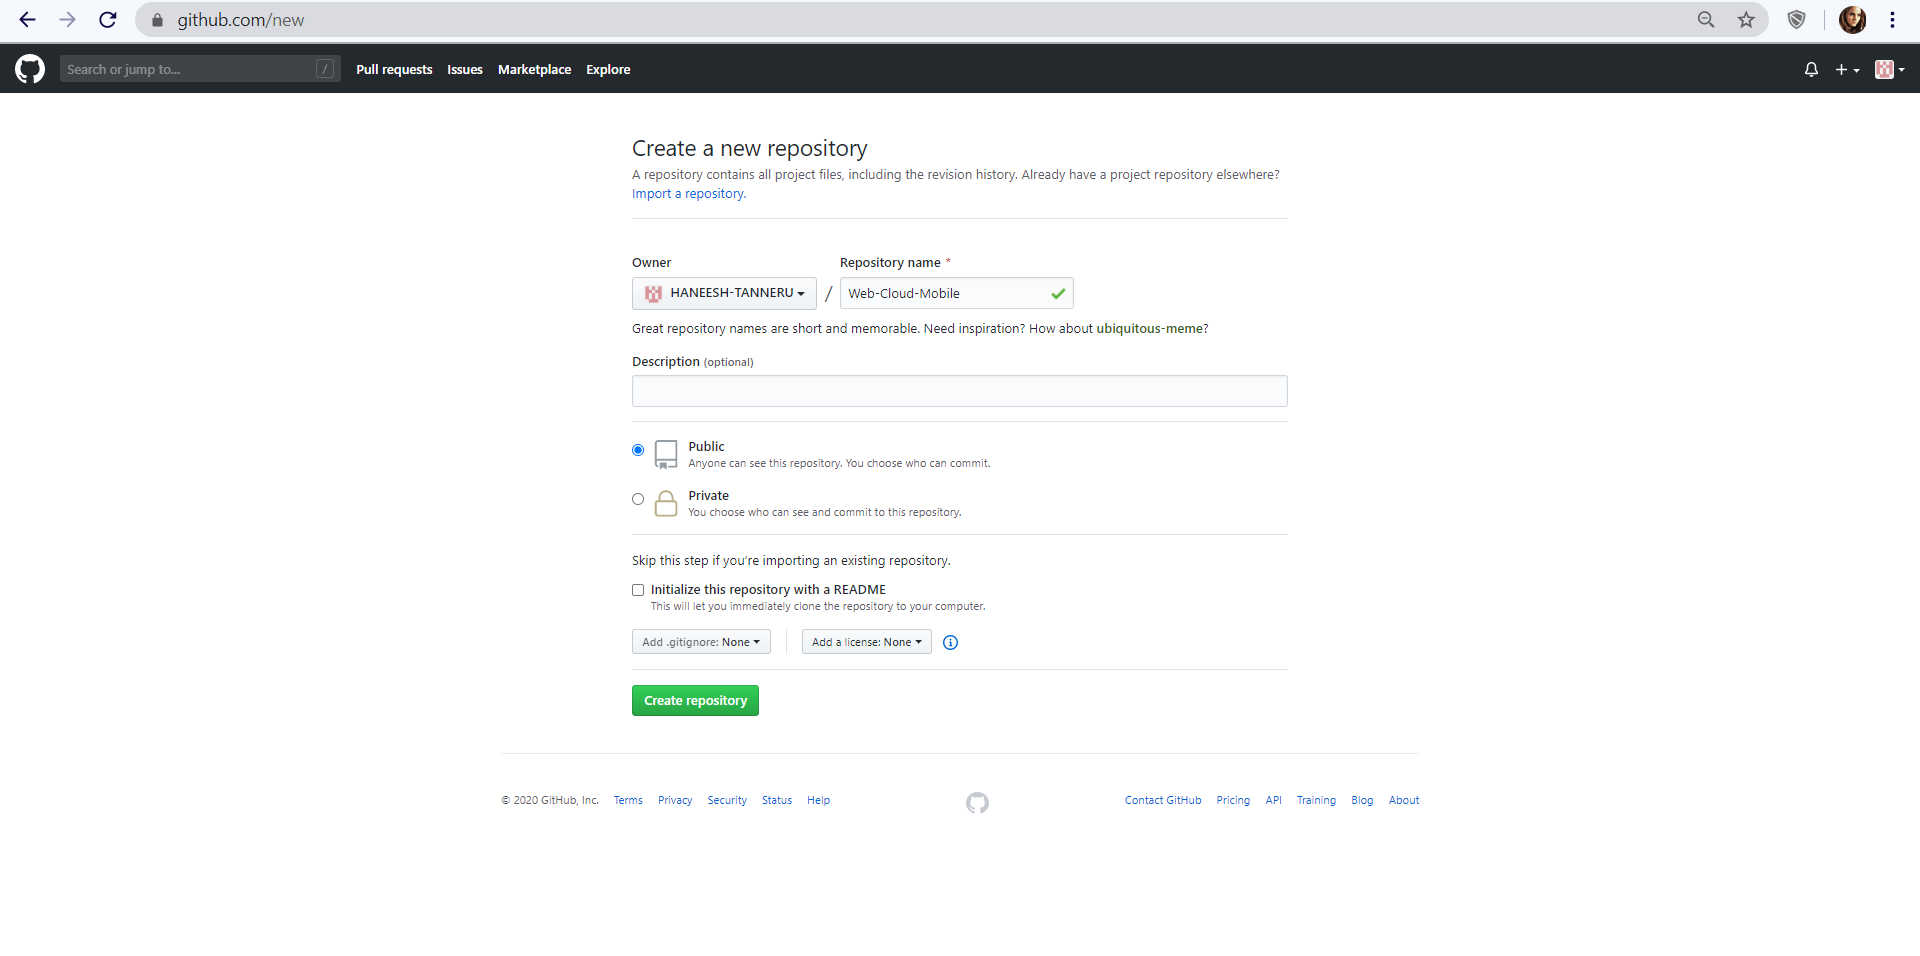 github.com/new
Search or jump to... /
Pull requests Issues Marketplace Explore
Create a new repository
A repository contains all project files, including the revision history. Already have a project repository elsewhere?
Import a repository.
Owner Repository name *
HANEESH-TANNERU / Web-Cloud-Mobile
Great repository names are short and memorable. Need inspiration? How about ubiquitous-meme?
Description (optional)
Public
Anyone can see this repository. You choose who can commit.
Private
You choose who can see and commit to this repository.
Skip this step if you’re importing an existing repository.
Initialize this repository with a README
This will let you immediately clone the repository to your computer.
Add .gitignore: None Add a license: None
Create repository
© 2020 GitHub, Inc. Terms Privacy Security Status Help Contact GitHub Pricing API Training Blog About